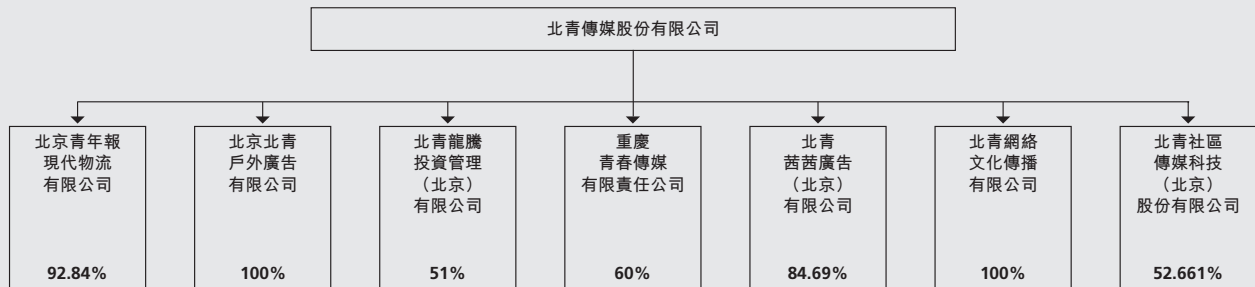 北青傳媒股份有限公司
北京青年報
現代物流
有限公司
92.84%
北京北青
戶外廣告
有限公司
100%
北青龍騰
投資管理
（北京）
有限公司
51%
重慶
青春傳媒
有限責任公司
60%
北青
茜茜廣告
（北京）
有限公司
84.69%
北青網絡
文化傳播
有限公司
100%
北青社區
傳媒科技
（北京）
股份有限公司
52.661%